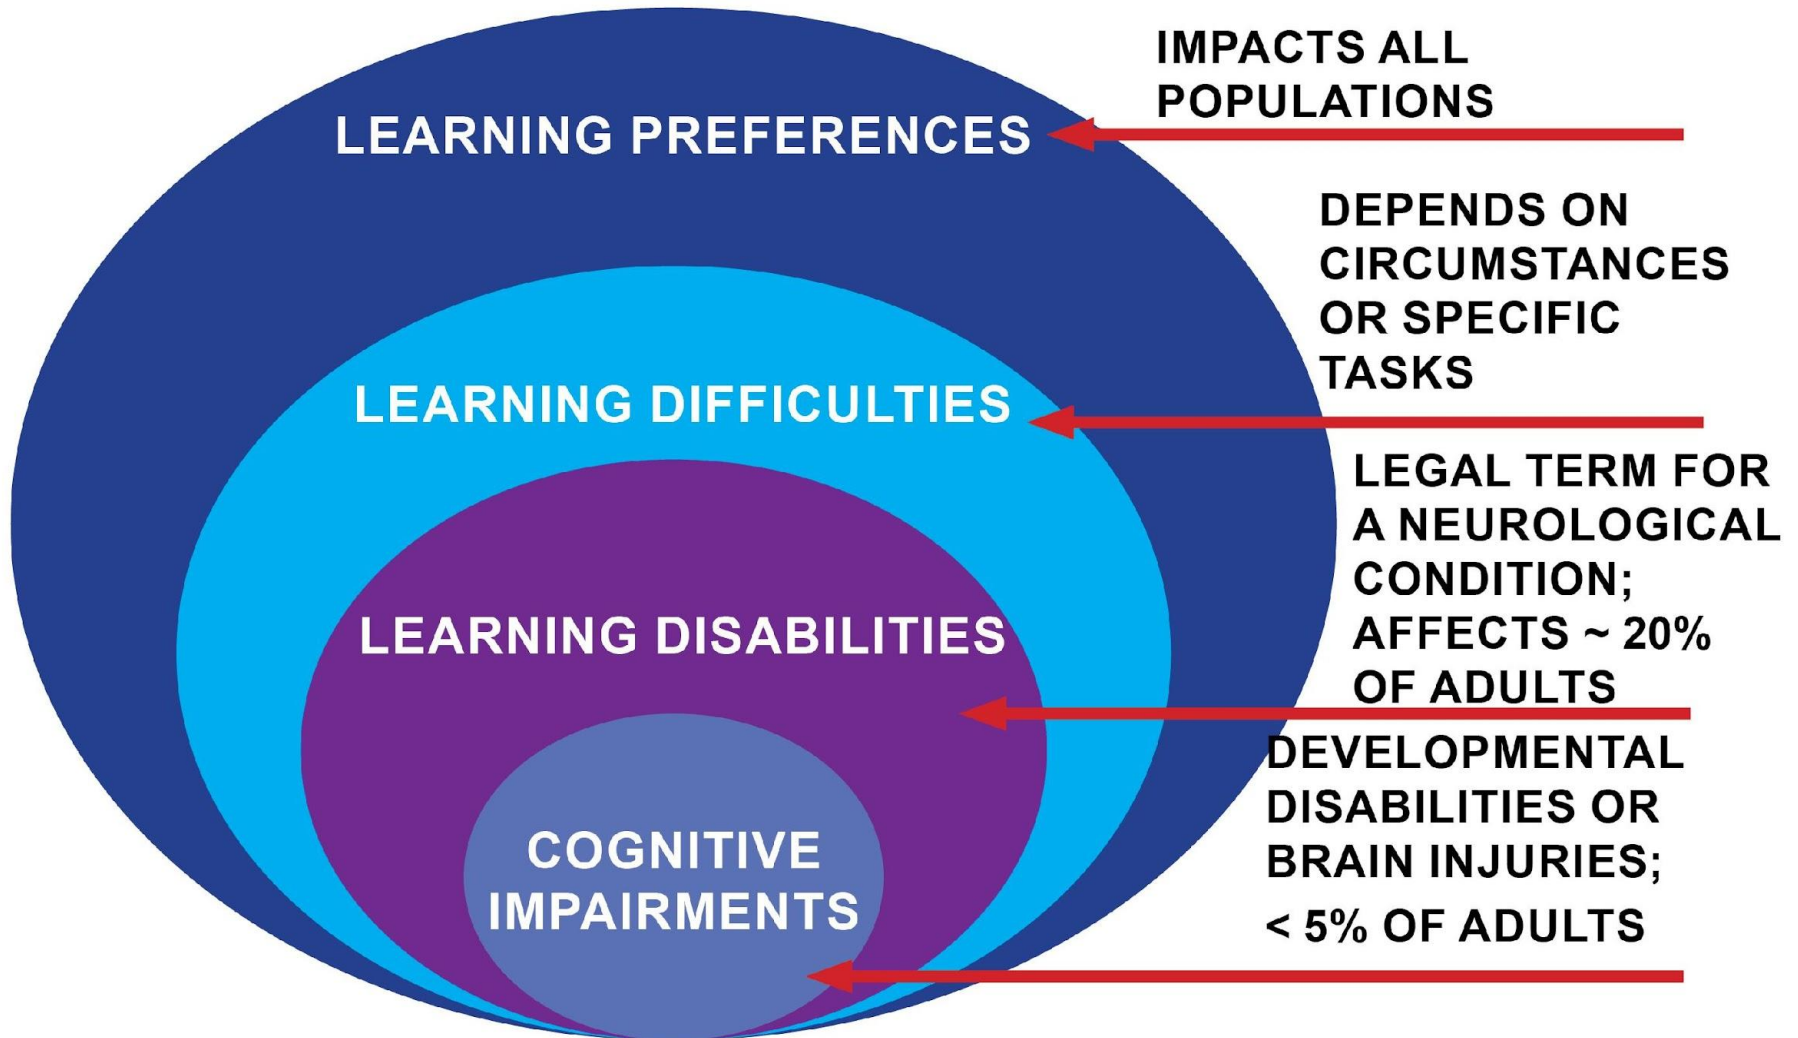 LEARNING PREFERENCES
IMPACTS ALL
POPULATIONS
LEARNING DIFFICULTIES
DEPENDS ON
CIRCUMSTANCES
OR SPECIFIC
TASKS
LEARNING DISABILITIES
LEGAL TERM FOR
A NEUROLOGICAL
CONDITION;
AFFECTS ~ 20%
OF ADULTS
COGNITIVE
IMPAIRMENTS
DEVELOPMENTAL
DISABILITIES OR
BRAIN INJURIES;
< 5% OF ADULTS